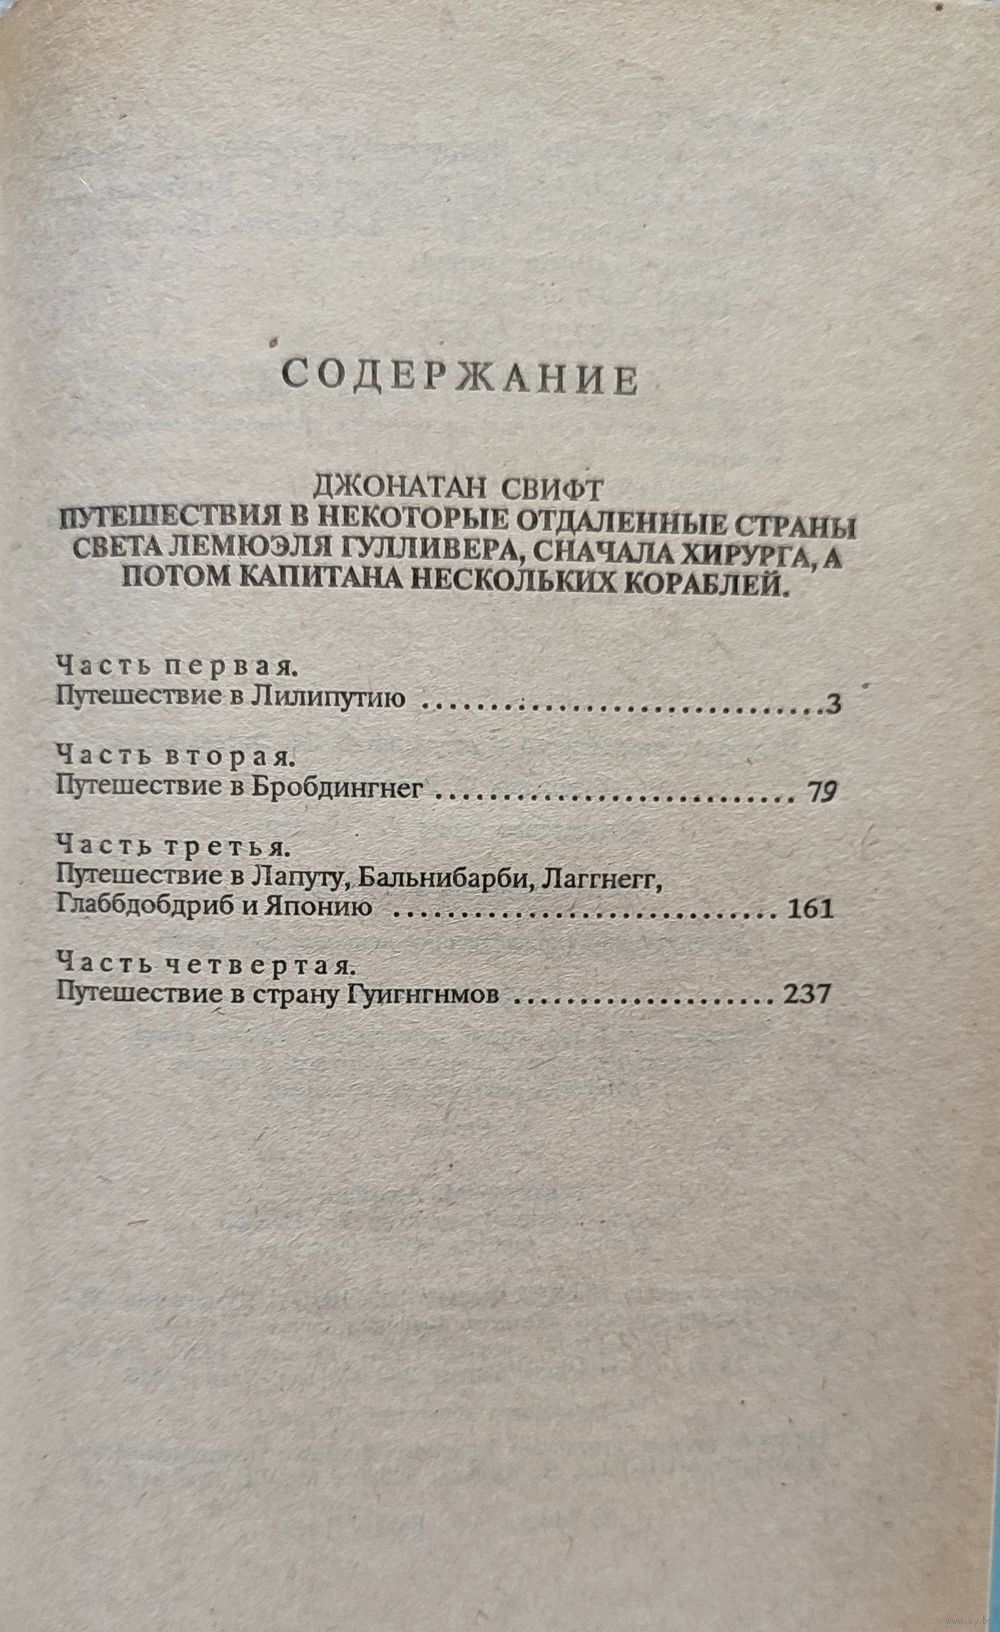 СОДЕРЖАНИЕ
ДЖОНАТАН СВИФТ
ПУТЕШЕСТВИЯ В НЕКОТОРЫЕ ОТДАЛЕННЫЕ СТРАНЫ
СВЕТА ЛЕМЮЭЛЯ ГУЛЛИВЕРА, СНАЧАЛА ХИРУРГА, А
ПОТОМ КАПИТАНА НЕСКОЛЬКИХ КОРАБЛЕЙ.
Часть первая.
Путешествие в Лилипутию ..............................3
Часть вторая.
Путешествие в Бробдингнег ........................... 79
Часть третья.
Путешествие в Лапуту, Бальнибарби, Лаггнегг,
Глаббдобдриб и Японию ............................. 161
Часть четвертая.
Путешествие в страну Гуигнгнмов .................... 237